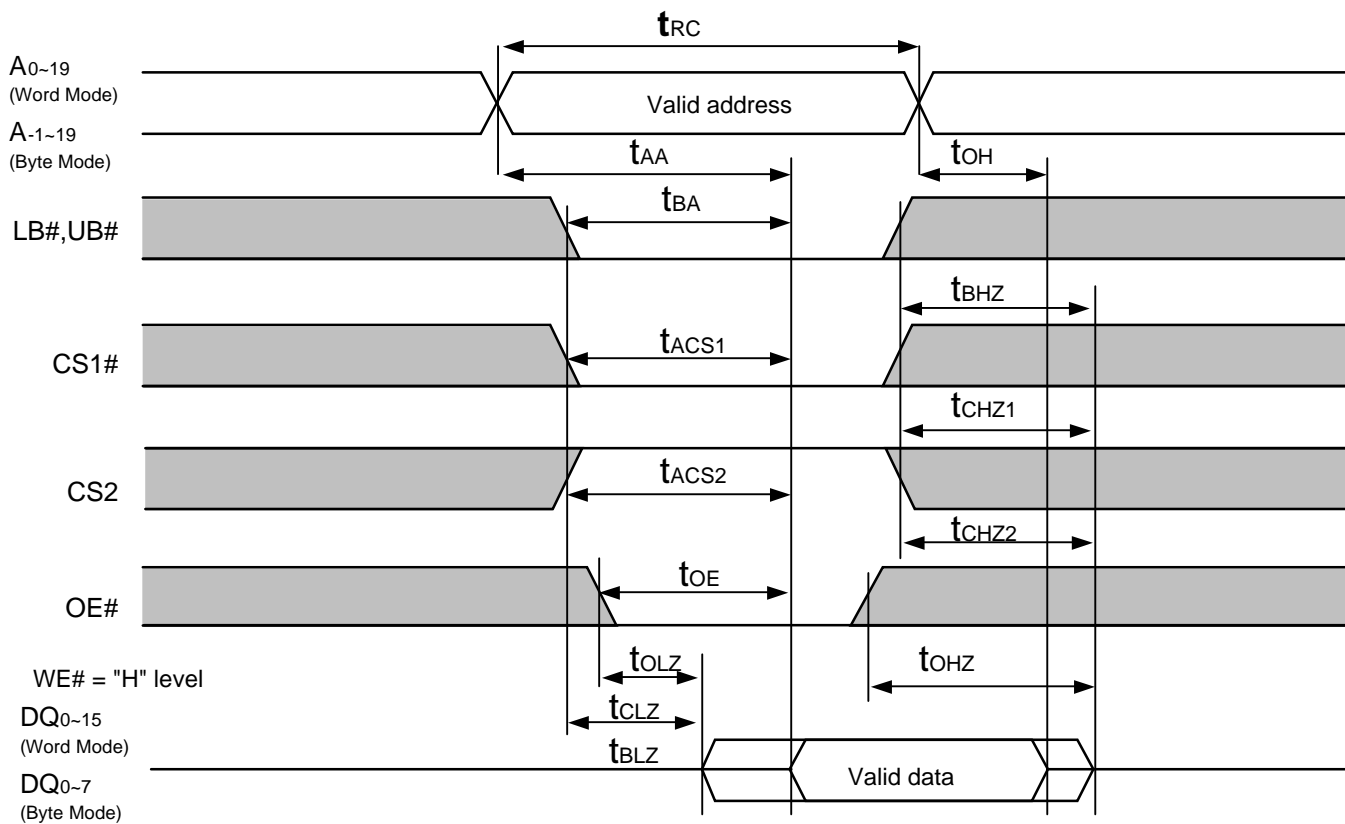 tRC
A0~19
(Word Mode)
Valid address
A-1~19
(Byte Mode)
tAA
tOH
tBA
LB#,UB#
tBHZ
tACS1
CS1#
tCHZ1
tACS2
CS2
tCHZ2
tOE
OE#
tOLZ
tOHZ
WE# = "H" level
tCLZ
DQ0~15
(Word Mode)
tBLZ
Valid data
DQ0~7
(Byte Mode)